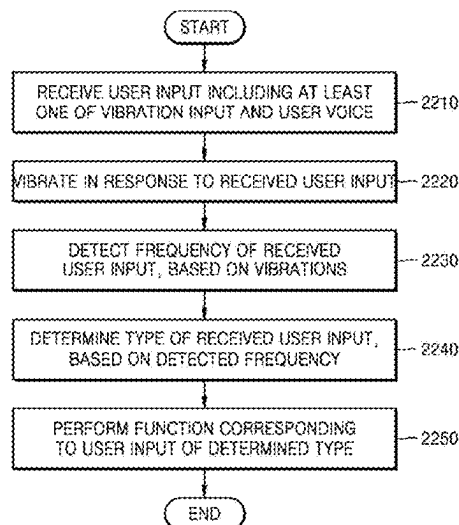 START
RECEIVE USER INPUT INCLUDING AT LEAST
ONE OF VIBRATION INPUT AND USER VOICE
2210
VIBRATE IN RESPONSE TO RECEIVED USER INPUT
2220
DETECT FREQUENCY OF RECEIVED
USER INPUT, BASED ON VIBRATIONS
2230
DETERMINE TYPE OF RECEIVED USER INPUT,
BASED ON DETECTED FREQUENCY
2240
PERFORM FUNCTION CORRESPONDING
TO USER INPUT OF DETERMINED TYPE
2250
END